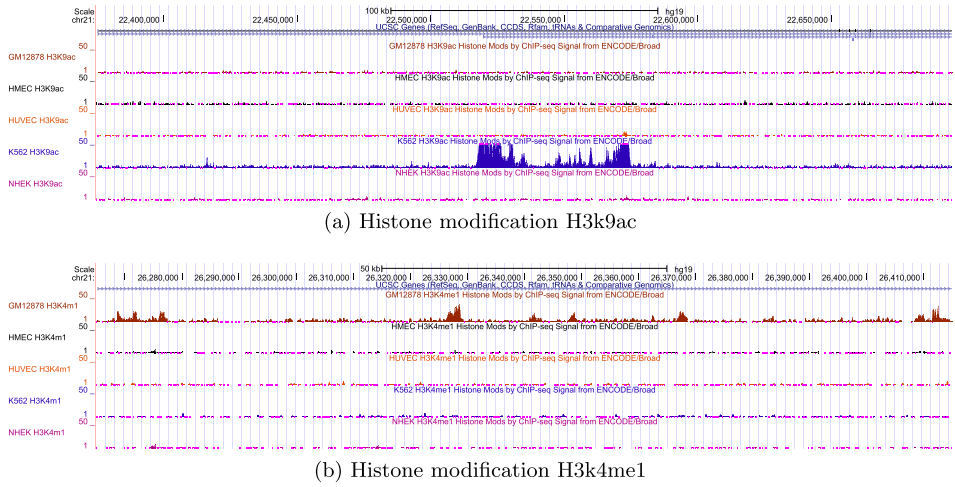 Scale 100 kb hg19
chr21: 22,400,000 22,450,000 22,500,000 22,550,000 22,600,000 22,650,000
UCSC Genes (RefSeq, GenBank, CCDS, Rfam, tRNAs & Comparative Genomics)
50 GM12878 H3K9ac Histone Mods by ChIP-seq Signal from ENCODE/Broad
GM12878 H3K9ac
1
HMEC H3K9ac Histone Mods by ChIP-seq Signal from ENCODE/Broad
50
HMEC H3K9ac
1
50 HUVEC H3K9ac Histone Mods by ChIP-seq Signal from ENCODE/Broad
HUVEC H3K9ac
1
50 K562 H3K9ac Histone Mods by ChIP-seq Signal from ENCODE/Broad
K562 H3K9ac
1
50 NHEK H3K9ac Histone Mods by ChIP-seq Signal from ENCODE/Broad
NHEK H3K9ac
1
(a) Histone modification H3k9ac
Scale 50 kb hg19
chr21: 26,280,000 26,290,000 26,300,000 26,310,000 26,320,000 26,330,000 26,340,000 26,350,000 26,360,000 26,370,000 26,380,000 26,390,000 26,400,000 26,410,000
UCSC Genes (RefSeq, GenBank, CCDS, Rfam, tRNAs & Comparative Genomics)
50 GM12878 H3K4me1 Histone Mods by ChIP-seq Signal from ENCODE/Broad
GM12878 H3K4m1
1
50 HMEC H3K4me1 Histone Mods by ChIP-seq Signal from ENCODE/Broad
HMEC H3K4m1
1
50 HUVEC H3K4me1 Histone Mods by ChIP-seq Signal from ENCODE/Broad
HUVEC H3K4m1
1
50 K562 H3K4me1 Histone Mods by ChIP-seq Signal from ENCODE/Broad
K562 H3K4m1
1
50 NHEK H3K4me1 Histone Mods by ChIP-seq Signal from ENCODE/Broad
NHEK H3K4m1
1
(b) Histone modification H3k4me1